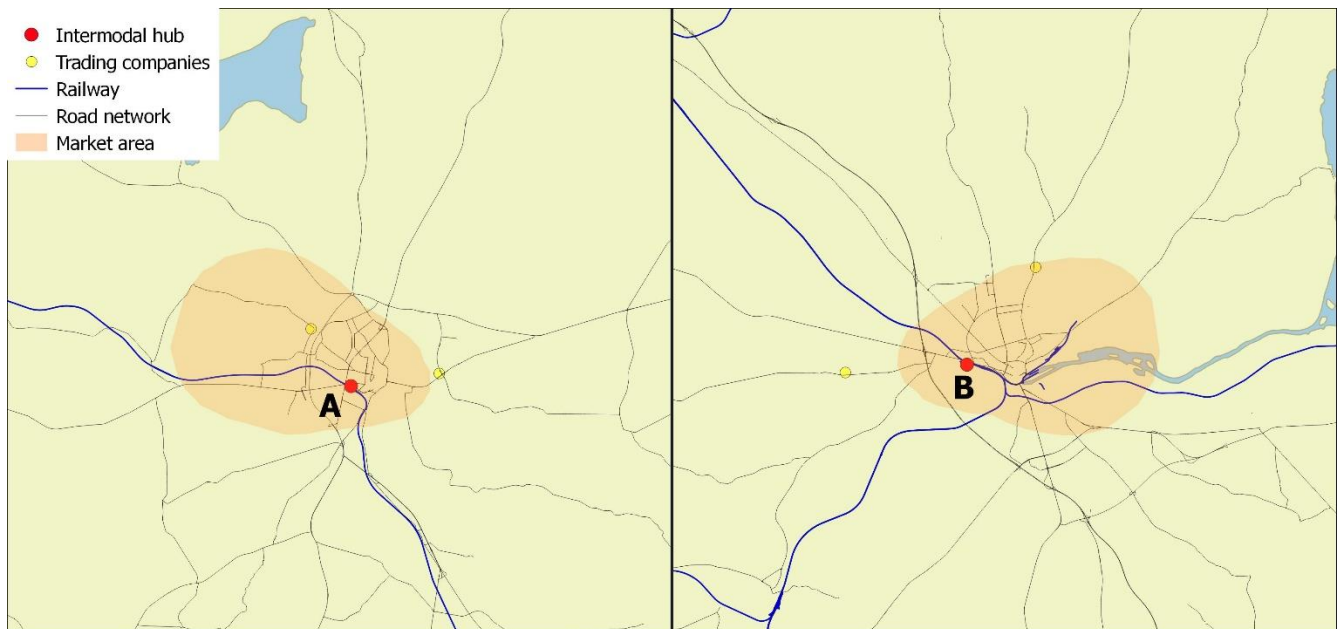 Intermodal hub
Trading companies
Railway
Road network
Market area
A
B